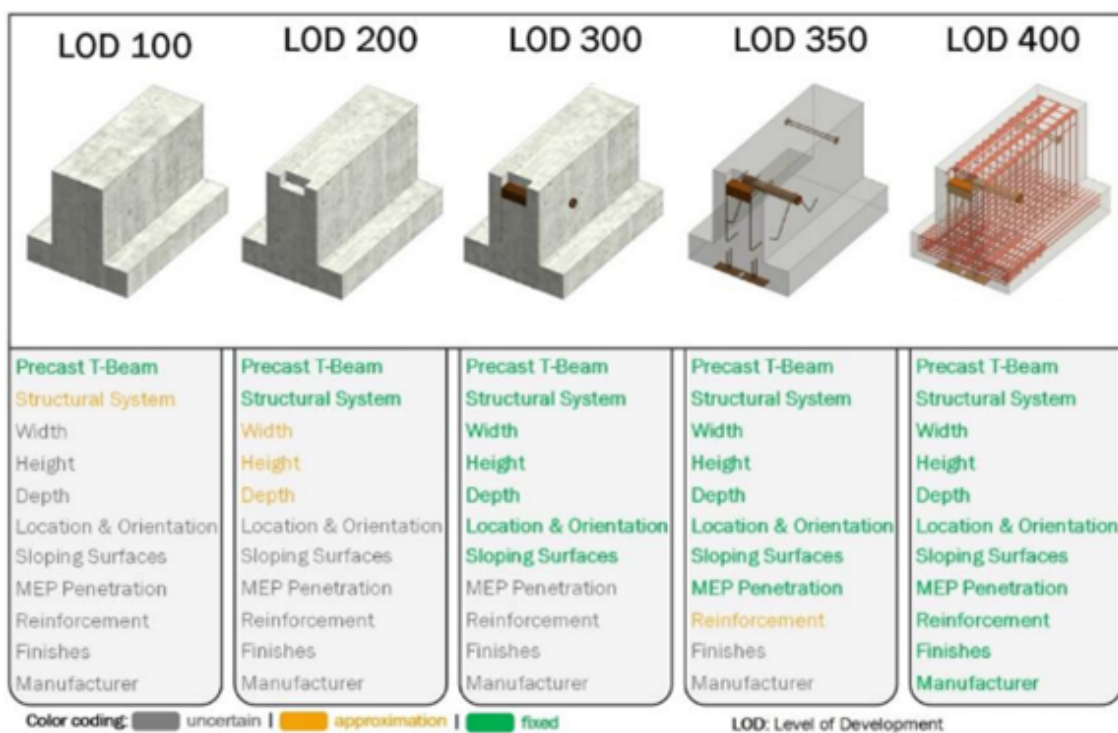 LOD 100
LOD 200
LOD 300
LOD 350
LOD 400
Precast T-Beam
Structural System
Width
Height
Depth
Location & Orientation
Sloping Surfaces
MEP Penetration
Reinforcement
Finishes
Manufacturer
Precast T-Beam
Structural System
Width
Height
Depth
Location & Orientation
Sloping Surfaces
MEP Penetration
Reinforcement
Finishes
Manufacturer
Precast T-Beam
Structural System
Width
Height
Depth
Location & Orientation
Sloping Surfaces
MEP Penetration
Reinforcement
Finishes
Manufacturer
Precast T-Beam
Structural System
Width
Height
Depth
Location & Orientation
Sloping Surfaces
MEP Penetration
Reinforcement
Finishes
Manufacturer
Precast T-Beam
Structural System
Width
Height
Depth
Location & Orientation
Sloping Surfaces
MEP Penetration
Reinforcement
Finishes
Manufacturer
Color coding: uncertain | approximation | fixed
LOD: Level of Development